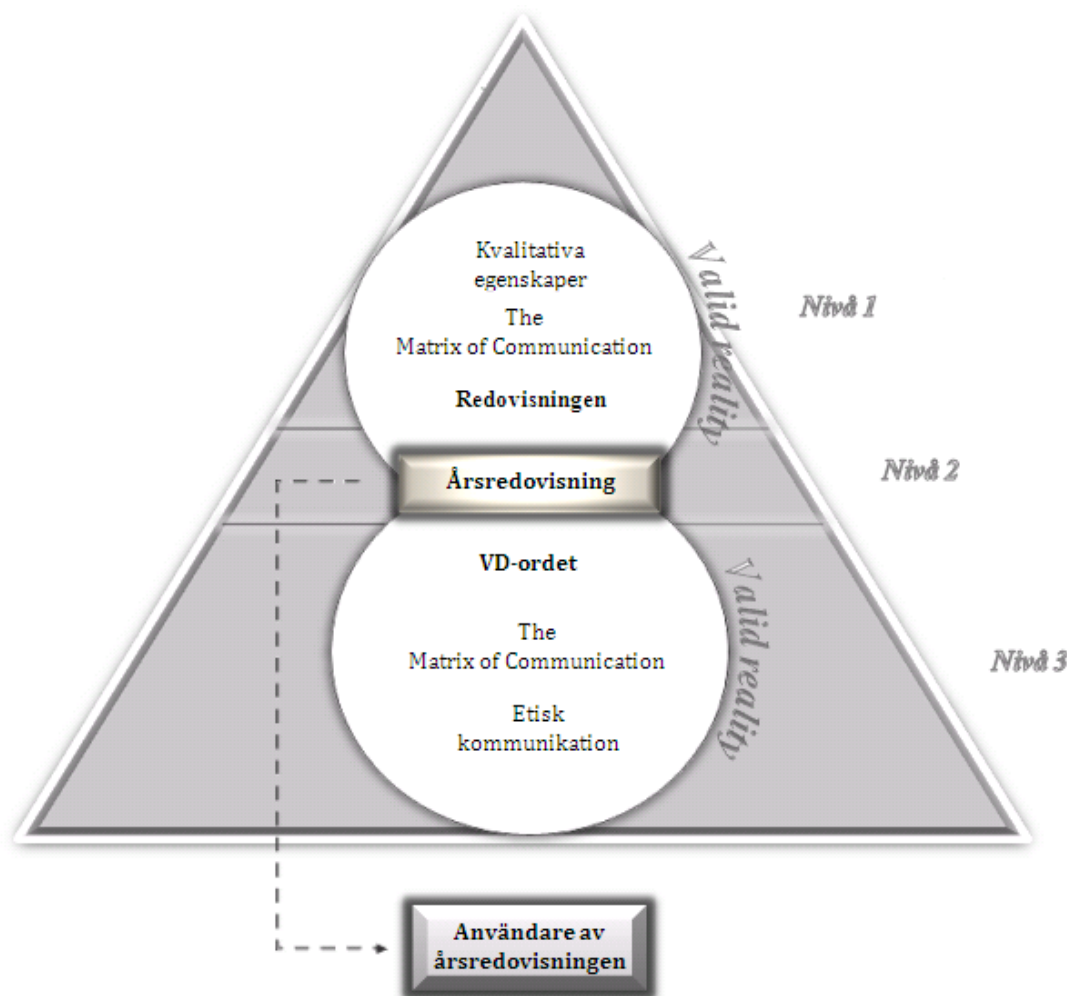 Kvalitativa
egenskaper
The
Matrix of Communication
Redovisningen
Valid reality
Nivå 1
Årsredovisning
Nivå 2
VD-ordet
The
Matrix of Communication
Etisk
kommunikation
Valid reality
Nivå 3
Användare av
årsredovisningen